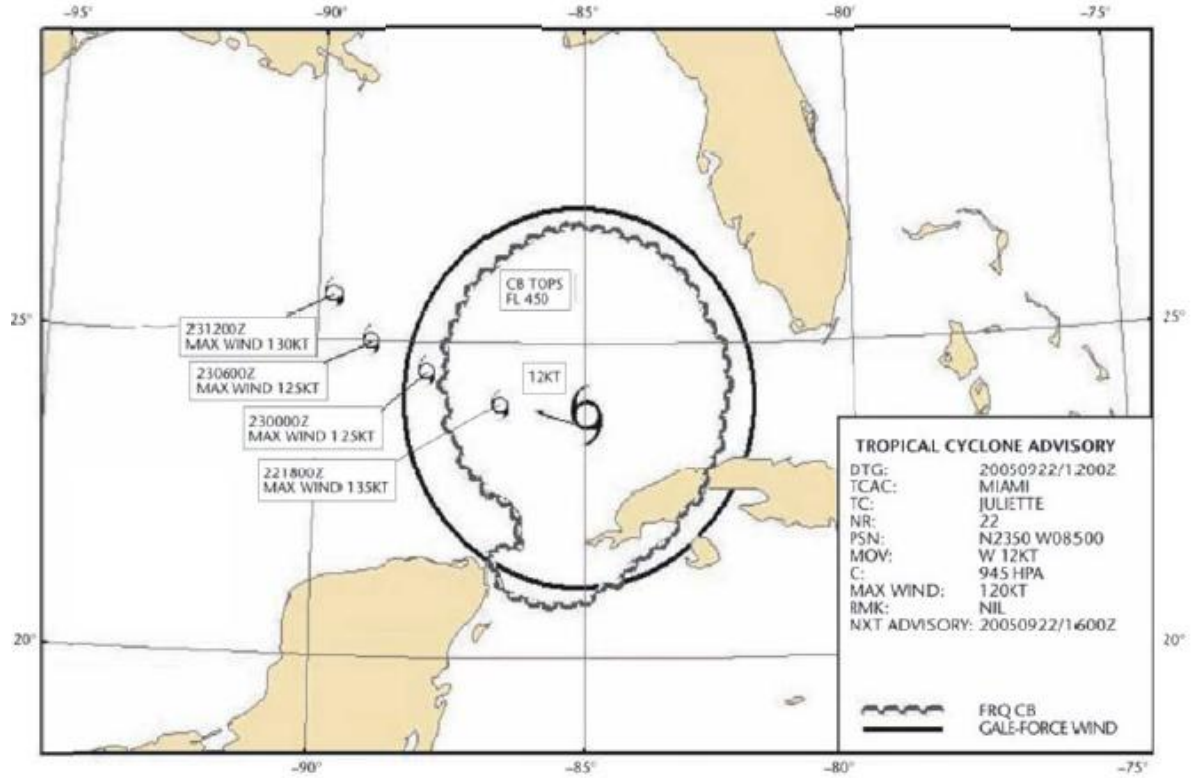 −95°
−90°
−85°
−80°
−75°
CB TOPS
FL 450
25°
25°
231200Z
MAX WIND 130KT
230600Z
MAX WIND 125KT
12KT
230000Z
MAX WIND 125KT
221800Z
MAX WIND 135KT
TROPICAL CYCLONE ADVISORY
DTG: 20050922/1200Z
TCAC: MIAMI
TC: JULIETTE
NR: 22
PSN: N2350 W08500
MOV: W 12KT
C: 945 HPA
MAX WIND: 120KT
RMK: NIL
NXT ADVISORY: 20050922/1600Z
20°
20°
FRQ CB
GALE-FORCE WIND
−90°
−85°
−80°
−75°